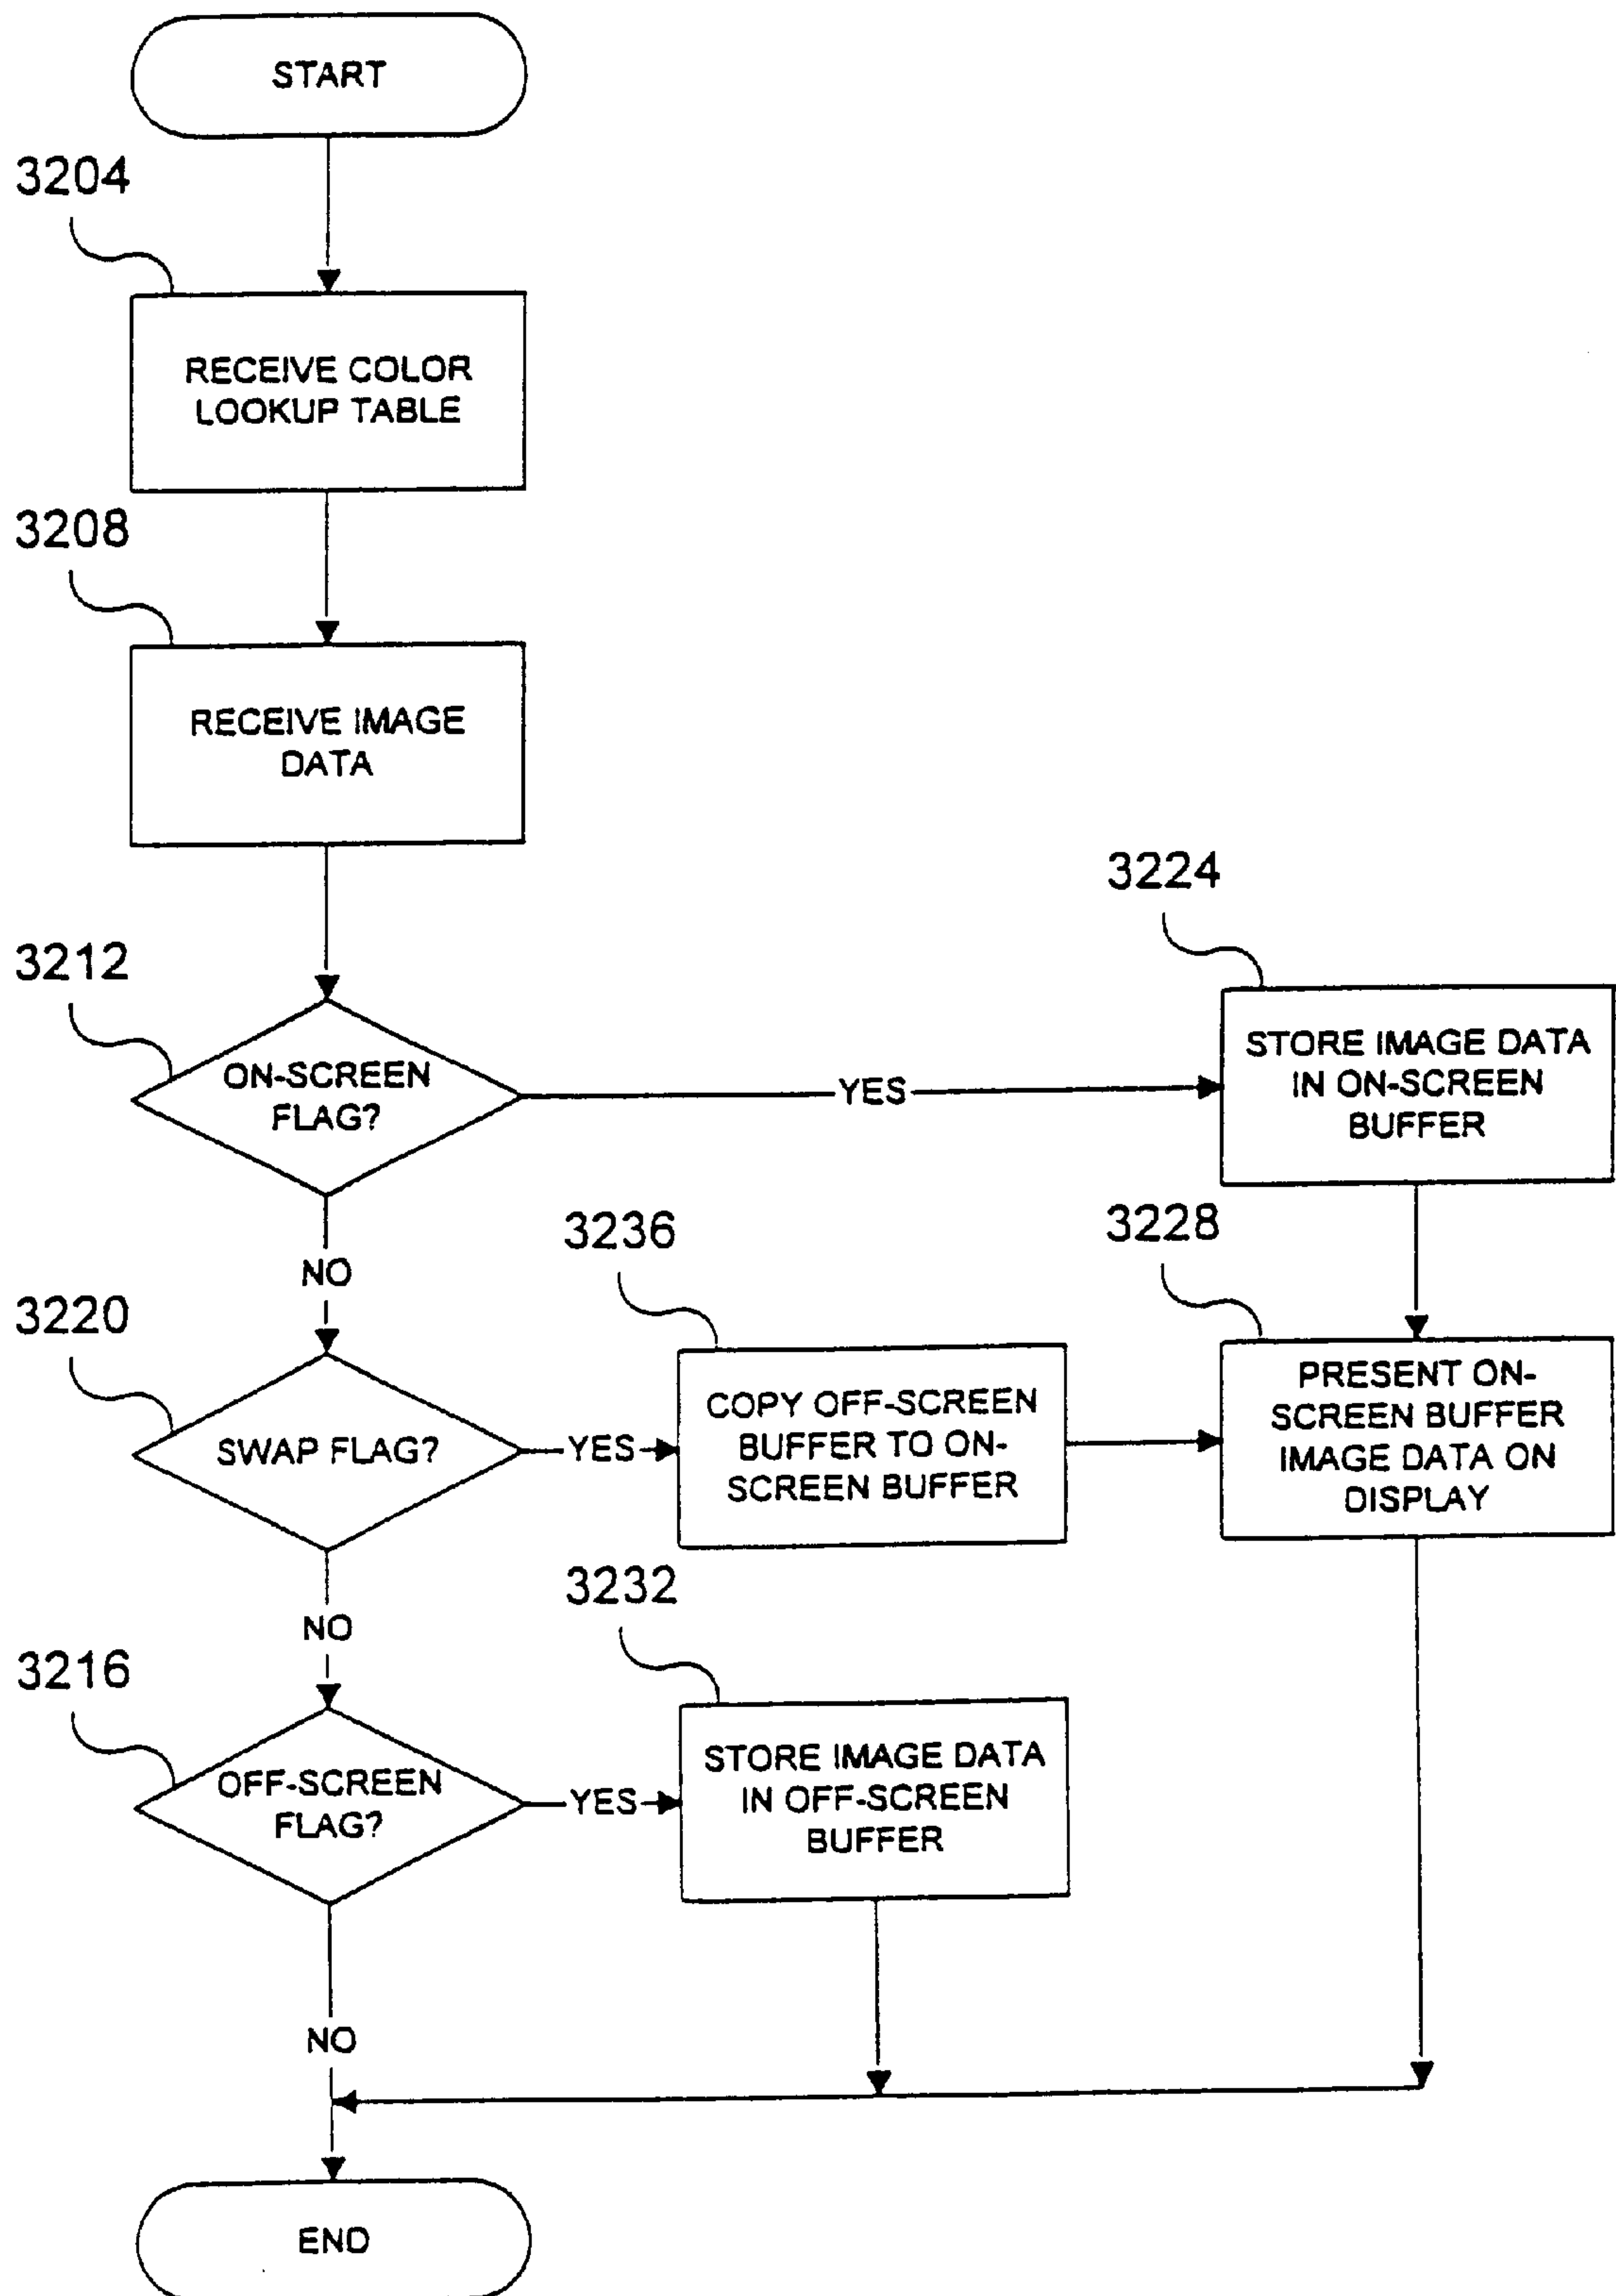 START
3204
RECEIVE COLOR
LOOKUP TABLE
3208
RECEIVE IMAGE
DATA
3212
ON-SCREEN
FLAG?
YES
3224
STORE IMAGE DATA
IN ON-SCREEN
BUFFER
NO
3220
SWAP FLAG?
YES
3236
COPY OFF-SCREEN
BUFFER TO ON-
SCREEN BUFFER
3228
PRESENT ON-
SCREEN BUFFER
IMAGE DATA ON
DISPLAY
NO
3216
OFF-SCREEN
FLAG?
YES
3232
STORE IMAGE DATA
IN OFF-SCREEN
BUFFER
NO
END